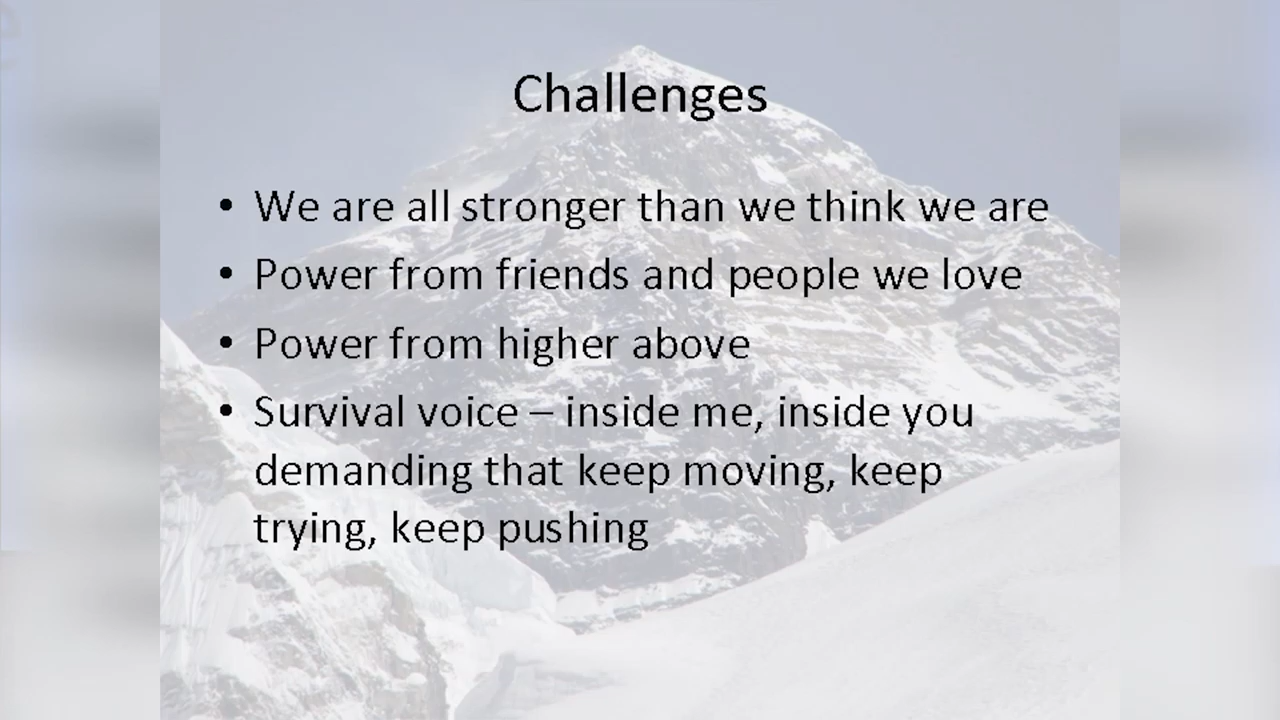 Challenges
• We are all stronger than we think we are
• Power from friends and people we love
• Power from higher above
• Survival voice – inside me, inside you
demanding that keep moving, keep
trying, keep pushing